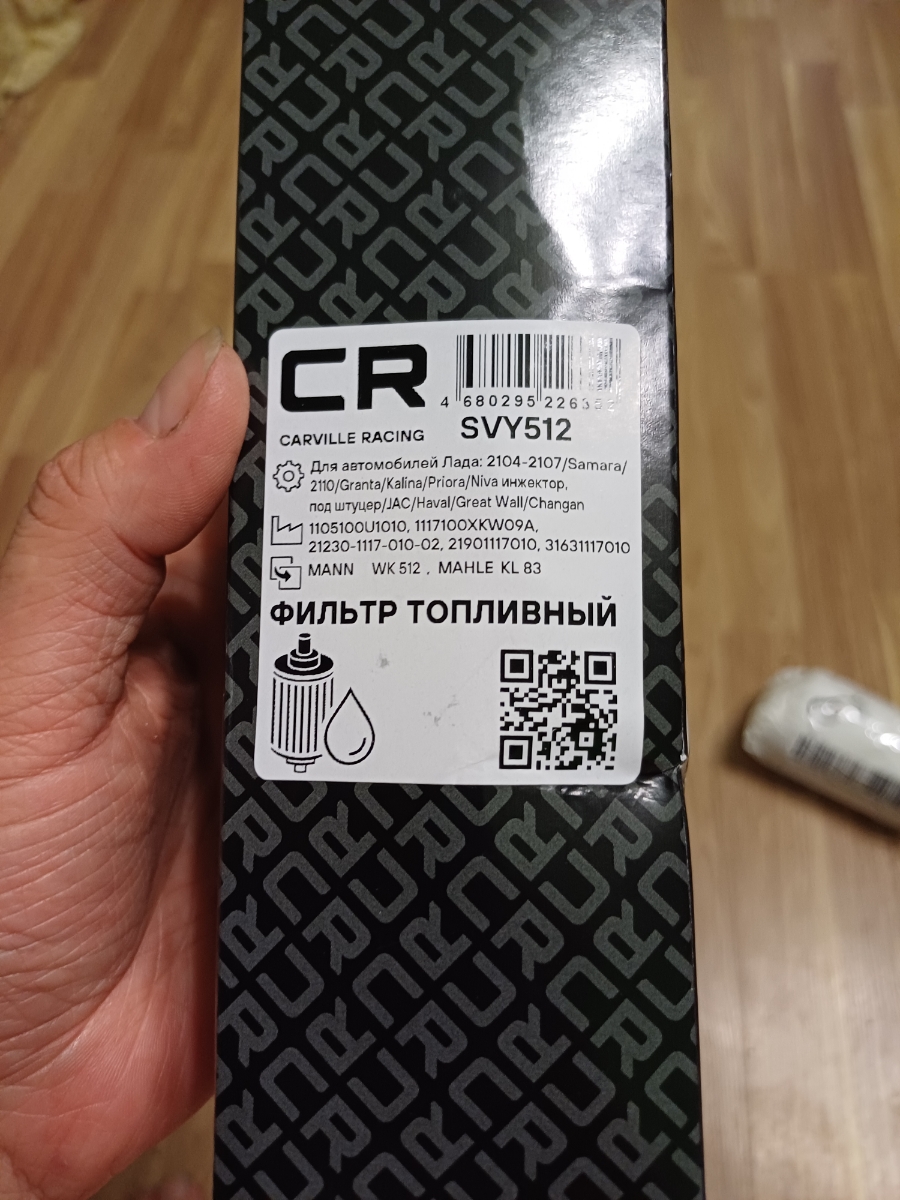 CR
4 680295 226
CARVILLE RACING
SVY512
Для автомобилей Лада: 2104-2107/Samara/
2110/Granta/Kalina/Priora/Niva инжектор,
под штуцер/JAC/Haval/Great Wall/Changan
1105100U1010, 1117100XKW09A,
21230-1117-010-02, 21901117010, 31631117010
MANN WK 512 , MAHLE KL 83
ФИЛЬТР ТОПЛИВНЫЙ